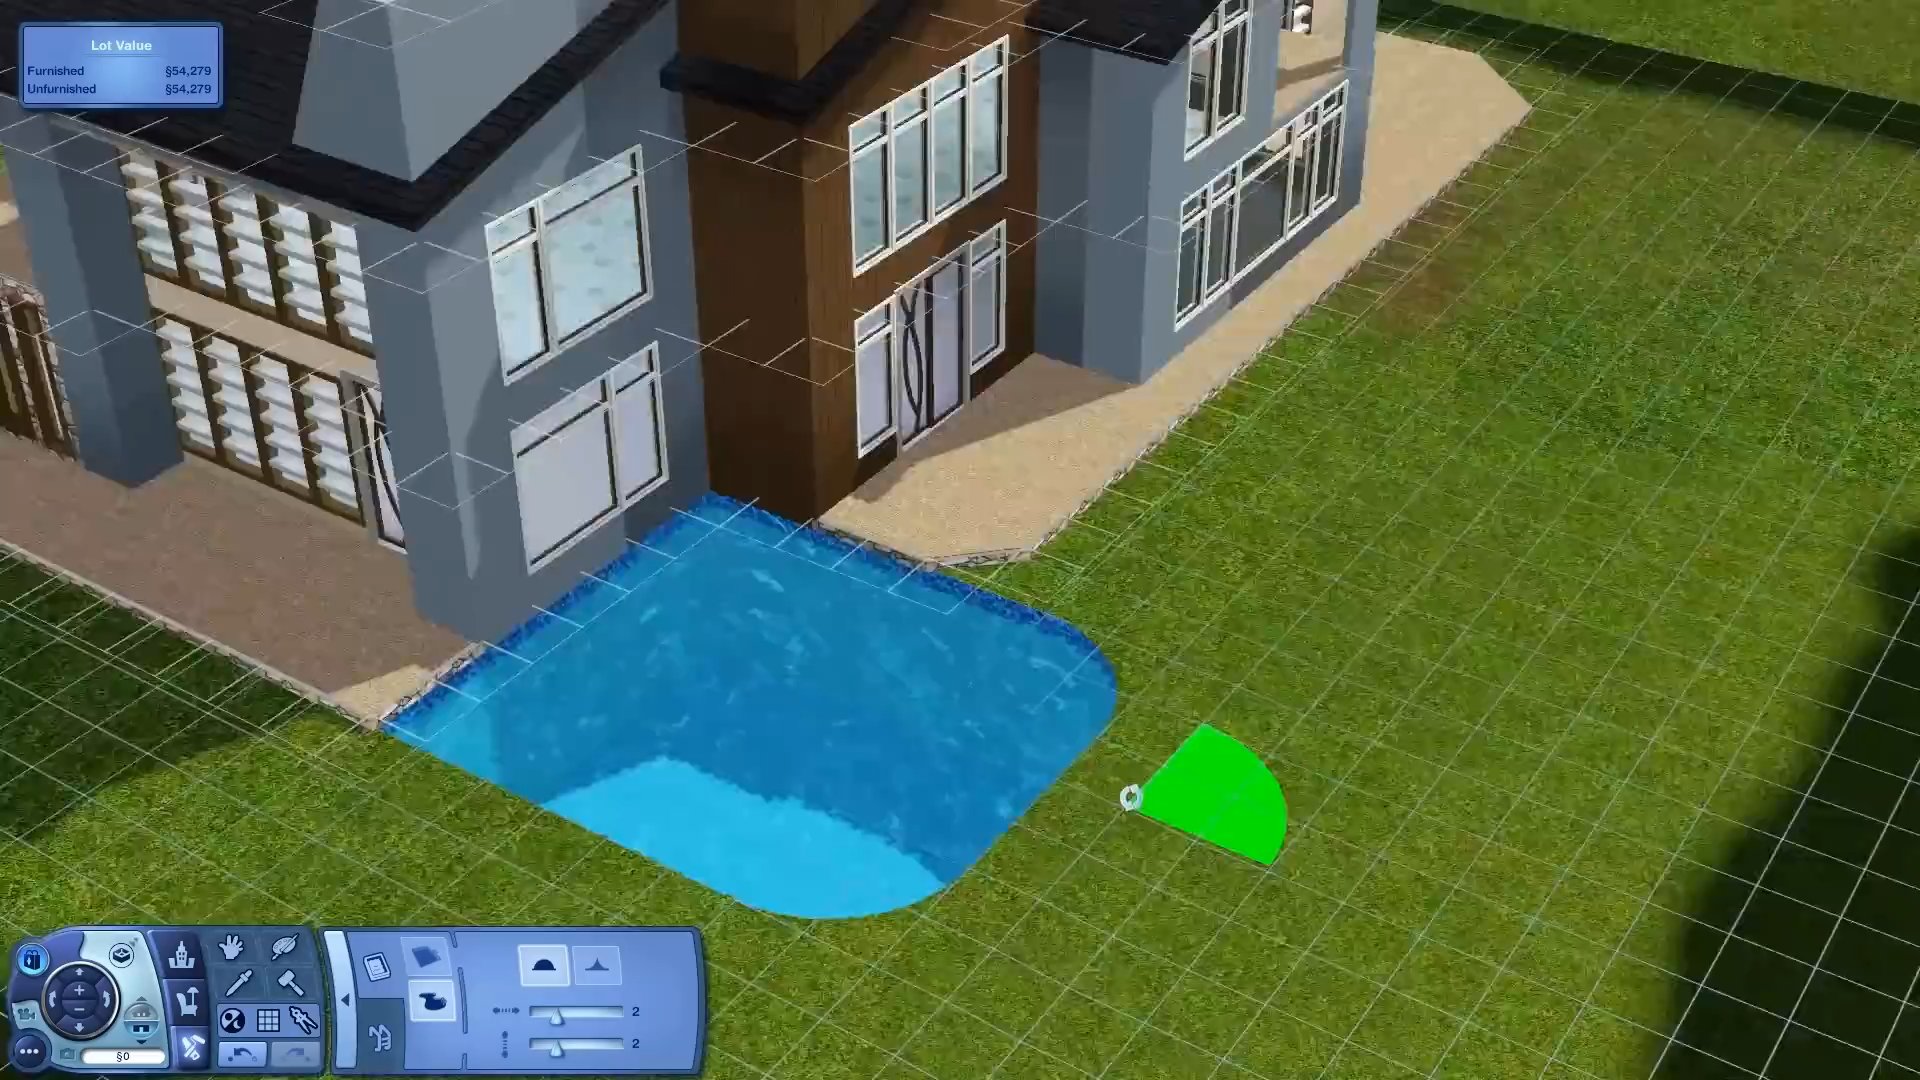 Lot Value
Furnished §54,279
Unfurnished §54,279
2
2
§0